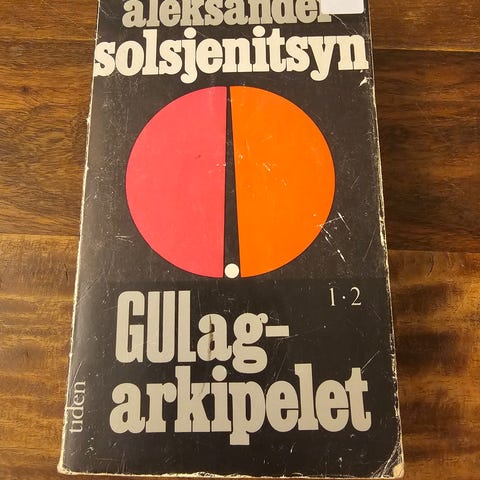 aleksander
solsjenitsyn
1·2
GULag-
arkipelet
tiden